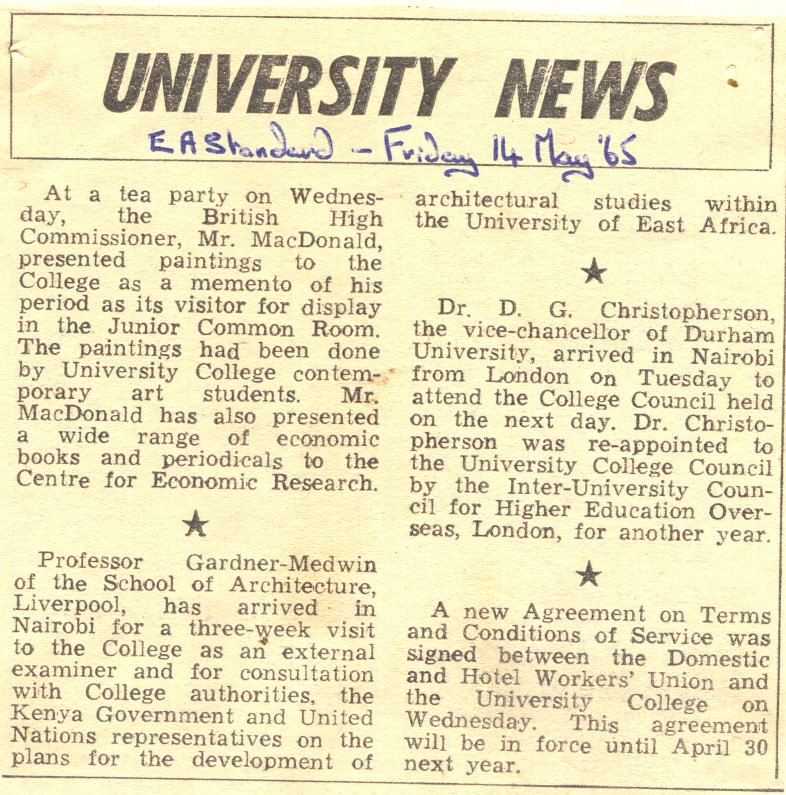 UNIVERSITY NEWS
EAStandard - Friday 14 May '65
At a tea party on Wednes-
day, the British High
Commissioner, Mr. MacDonald,
presented paintings to the
College as a memento of his
period as its visitor for display
in the Junior Common Room.
The paintings had been done
by University College contem-
porary art students. Mr.
MacDonald has also presented
a wide range of economic
books and periodicals to the
Centre for Economic Research.
★
Professor Gardner-Medwin
of the School of Architecture,
Liverpool, has arrived in
Nairobi for a three-week visit
to the College as an external
examiner and for consultation
with College authorities, the
Kenya Government and United
Nations representatives on the
plans for the development of
architectural studies within
the University of East Africa.
★
Dr. D. G. Christopherson,
the vice-chancellor of Durham
University, arrived in Nairobi
from London on Tuesday to
attend the College Council held
on the next day. Dr. Christo-
pherson was re-appointed to
the University College Council
by the Inter-University Coun-
cil for Higher Education Over-
seas, London, for another year.
★
A new Agreement on Terms
and Conditions of Service was
signed between the Domestic
and Hotel Workers' Union and
the University College on
Wednesday. This agreement
will be in force until April 30
next year.